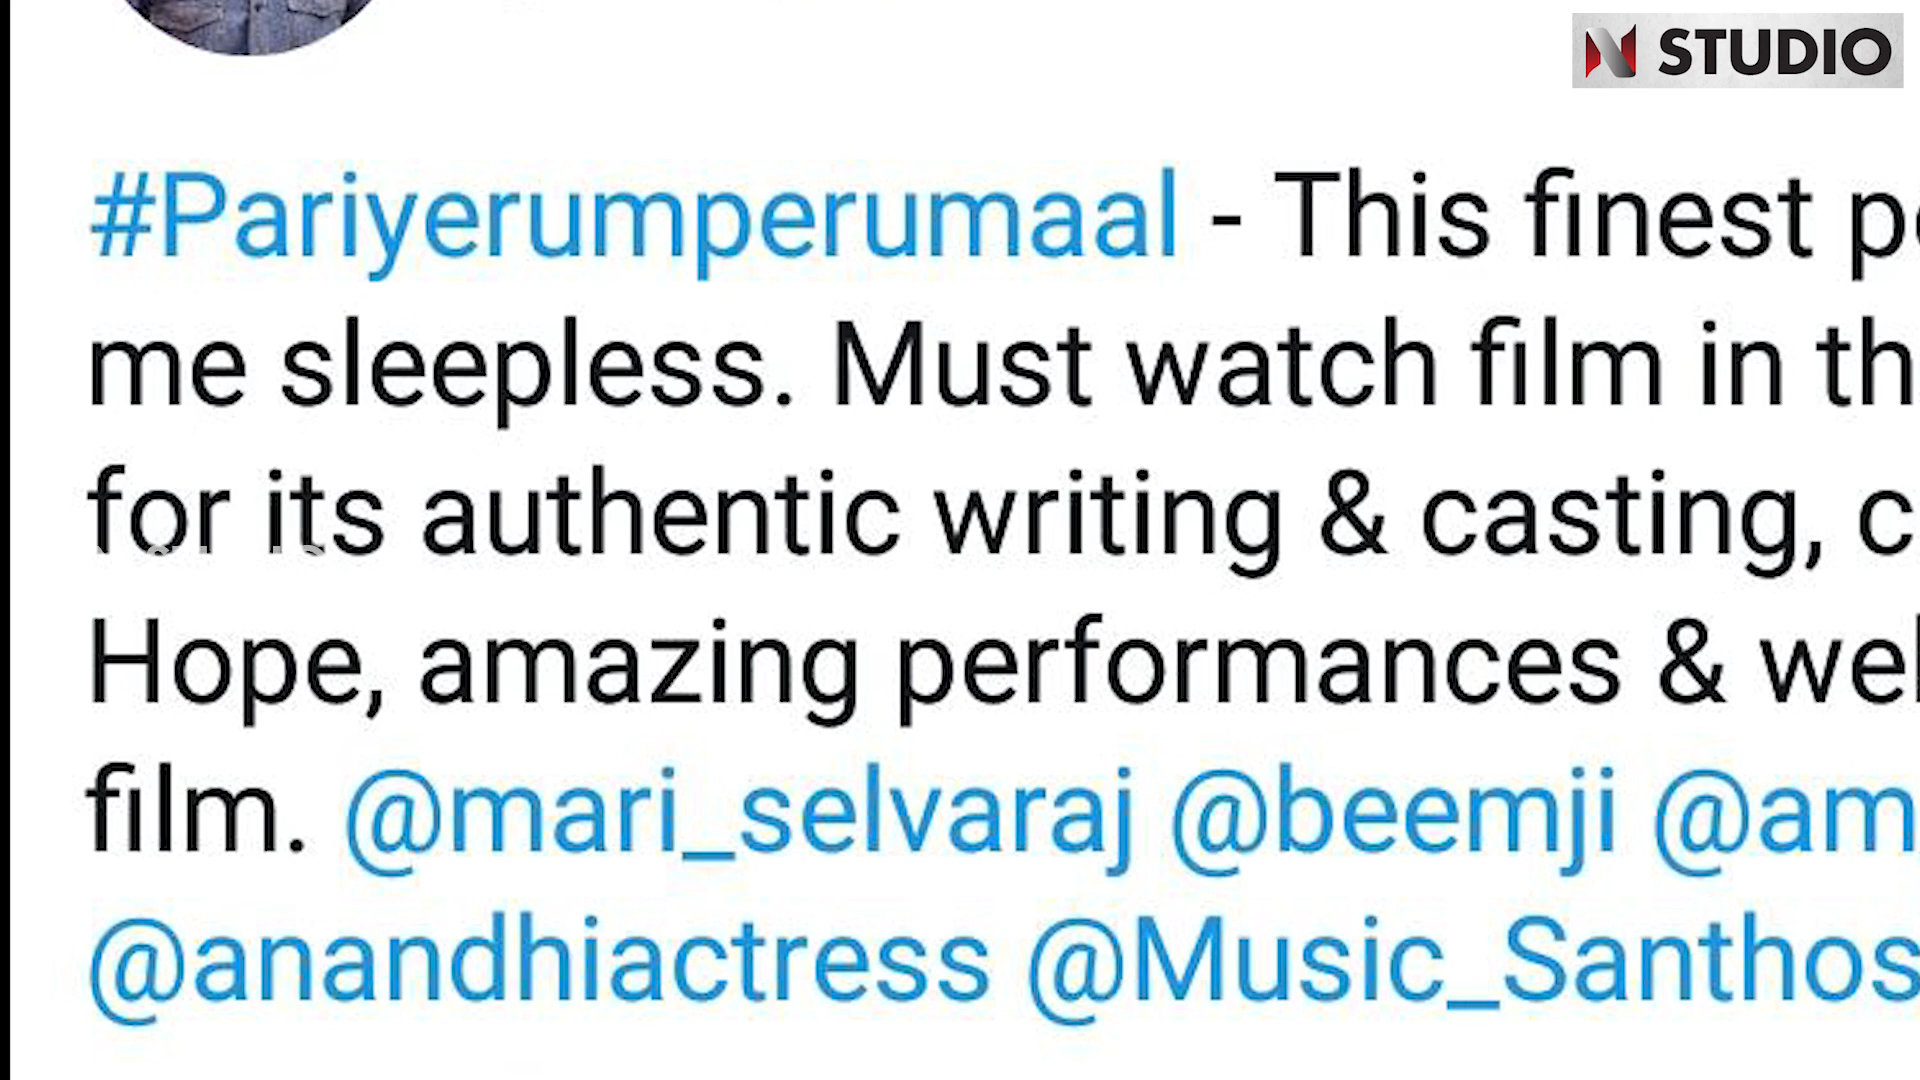 N STUDIO
#Pariyerumperumaal - This finest
me sleepless. Must watch film in
for its authentic writing & casting,
Hope, amazing performances &
film. @mari_selvaraj @beemji
@anandhiactress